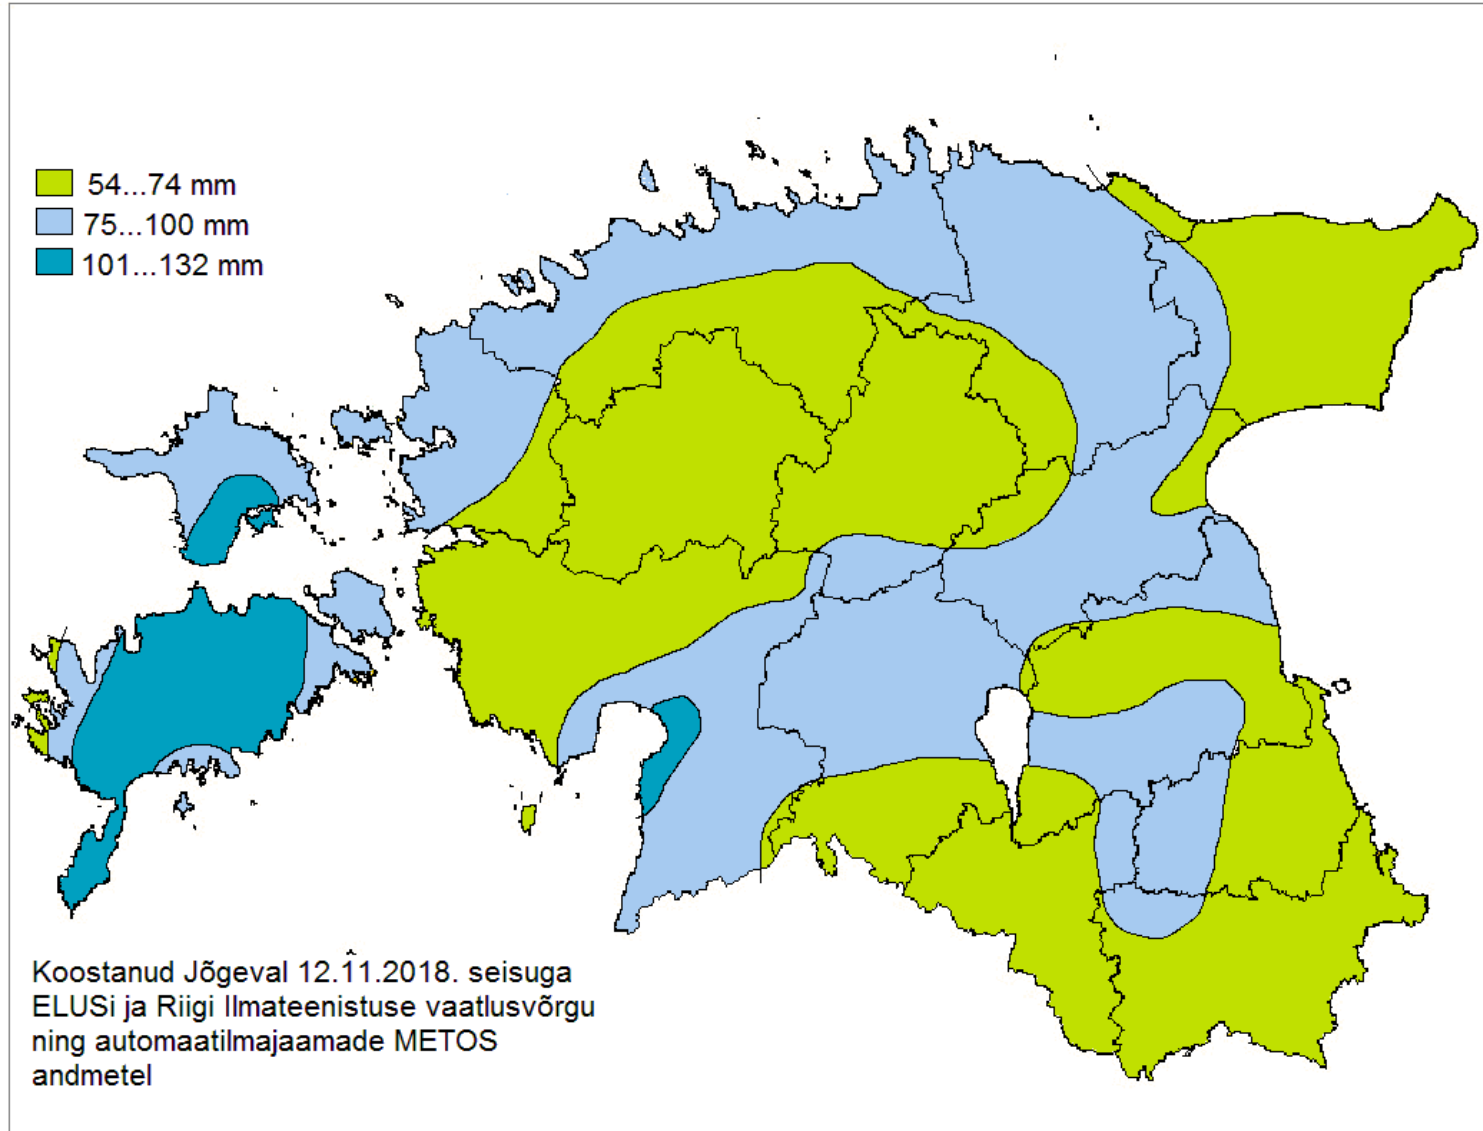 54...74 mm
75...100 mm
101...132 mm
Koostanud Jõgeval 12.11.2018. seisuga
ELUSi ja Riigi Ilmateenistuse vaatlusvõrgu
ning automaatilmajaamade METOS
andmetel